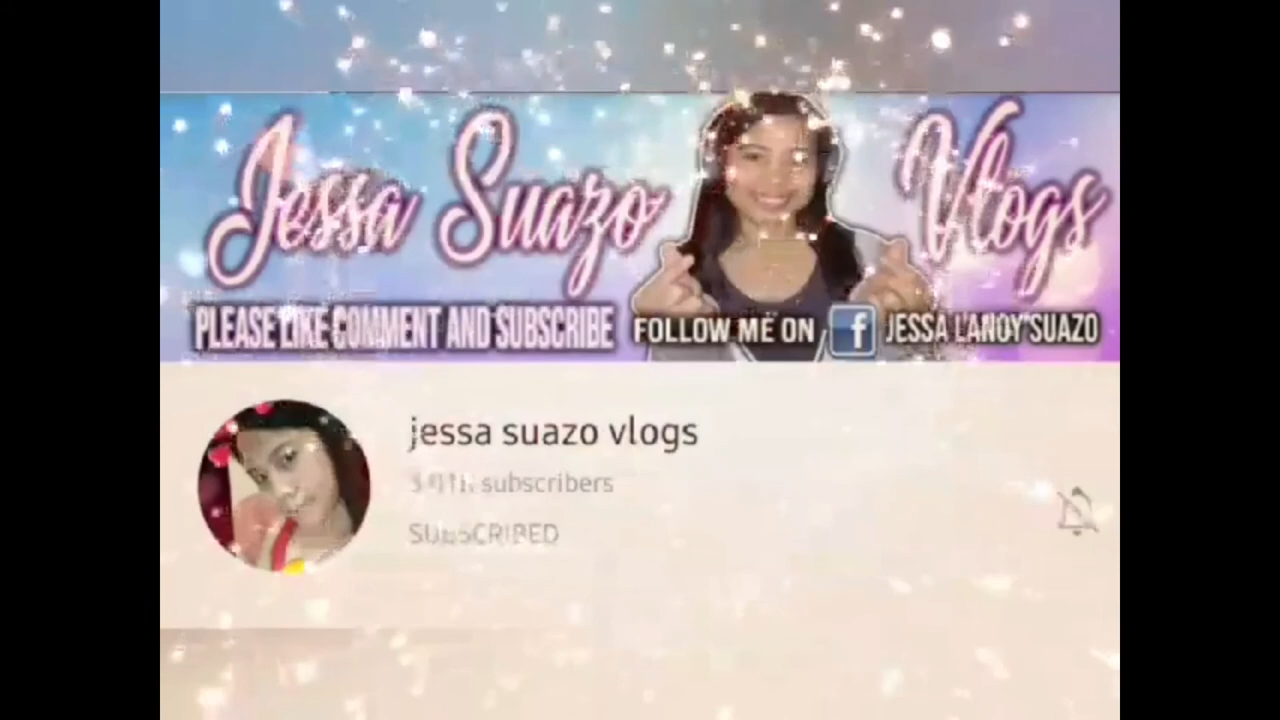 Jessa Suazo Vlogs
PLEASE LIKE COMMENT AND SUBSCRIBE
FOLLOW ME ON f JESSA LANOY SUAZO
jessa suazo vlogs
subscribers
SUBSCRIBED